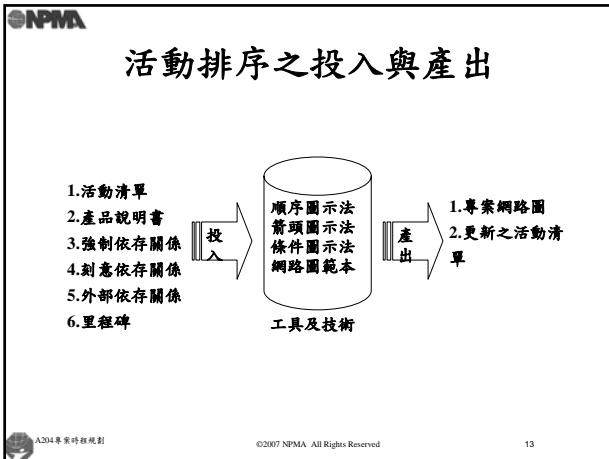 NPMA
活動排序之投入與產出
1.活動清單
2.產品說明書
3.強制依存關係
4.刻意依存關係
5.外部依存關係
6.里程碑
投
入
順序圖示法
箭頭圖示法
條件圖示法
網路圖範本
工具及技術
產
出
1.專案網路圖
2.更新之活動清
單
A204專案時程規劃
©2007 NPMA All Rights Reserved
13